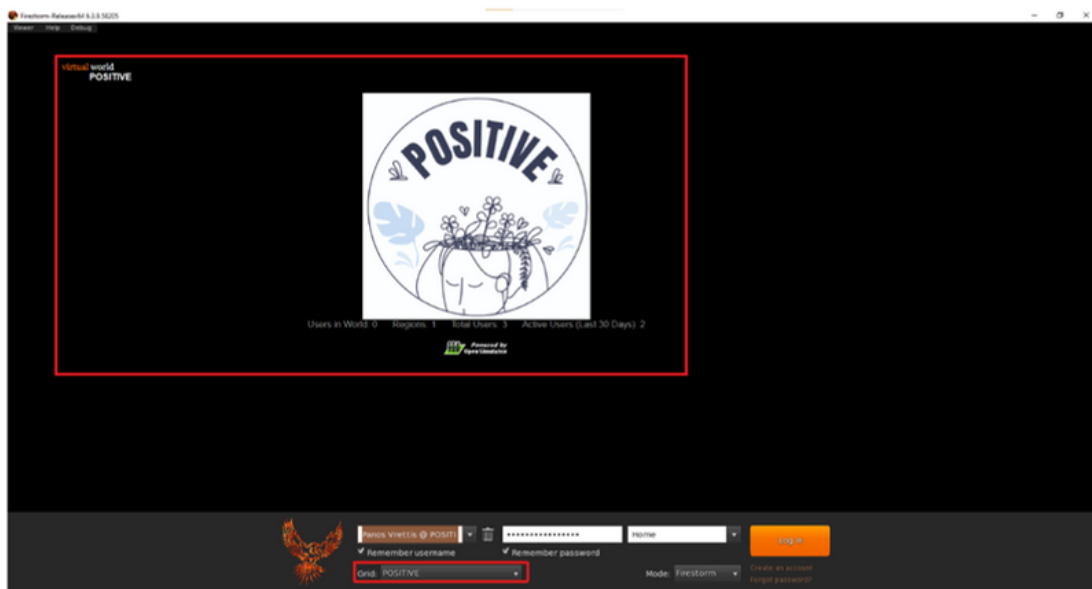 Firestorm-Releasex64 6.3.9.58205
Viewer Help Debug
virtual world
POSITIVE
POSITIVE
Users in World: 0 Regions: 1 Total Users: 3 Active Users (Last 30 Days): 2
Powered by
OpenSimulator
Panos Vrettis @ POSITI
Home
Log In
Remember username
Remember password
Grid: POSITIVE
Mode: Firestorm
Create an account
Forgot password?